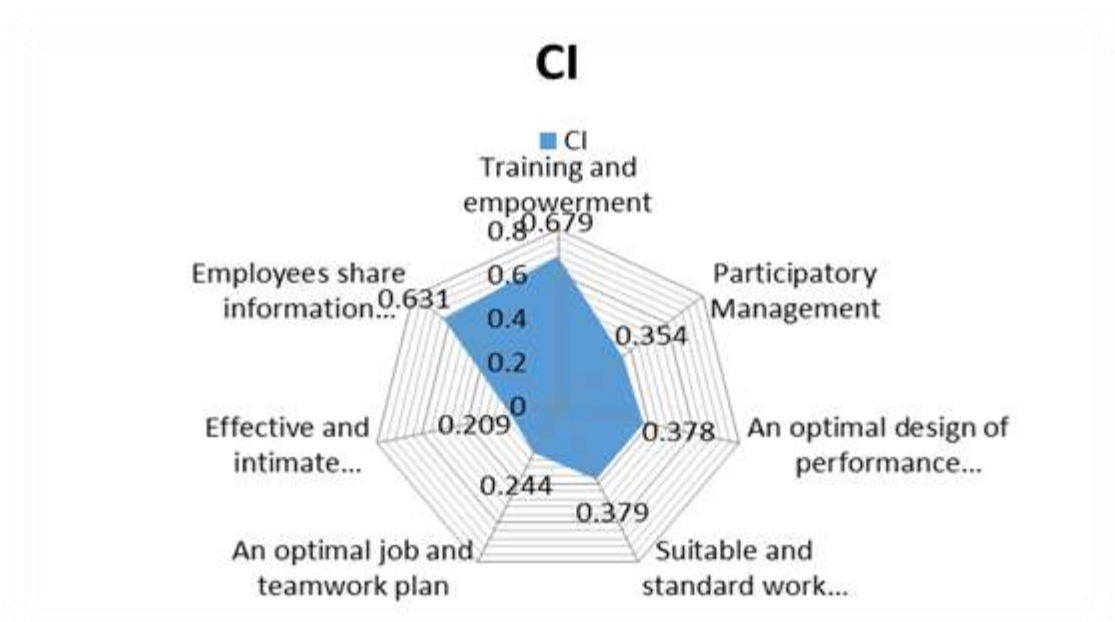 CI
CI
Training and
empowerment
0.679
0.8
0.6
0.4
0.2
0
Participatory
Management
0.354
An optimal design of
performance...
0.378
Suitable and
standard work...
0.379
An optimal job and
teamwork plan
0.244
Effective and
intimate...
0.209
Employees share
information...
0.631